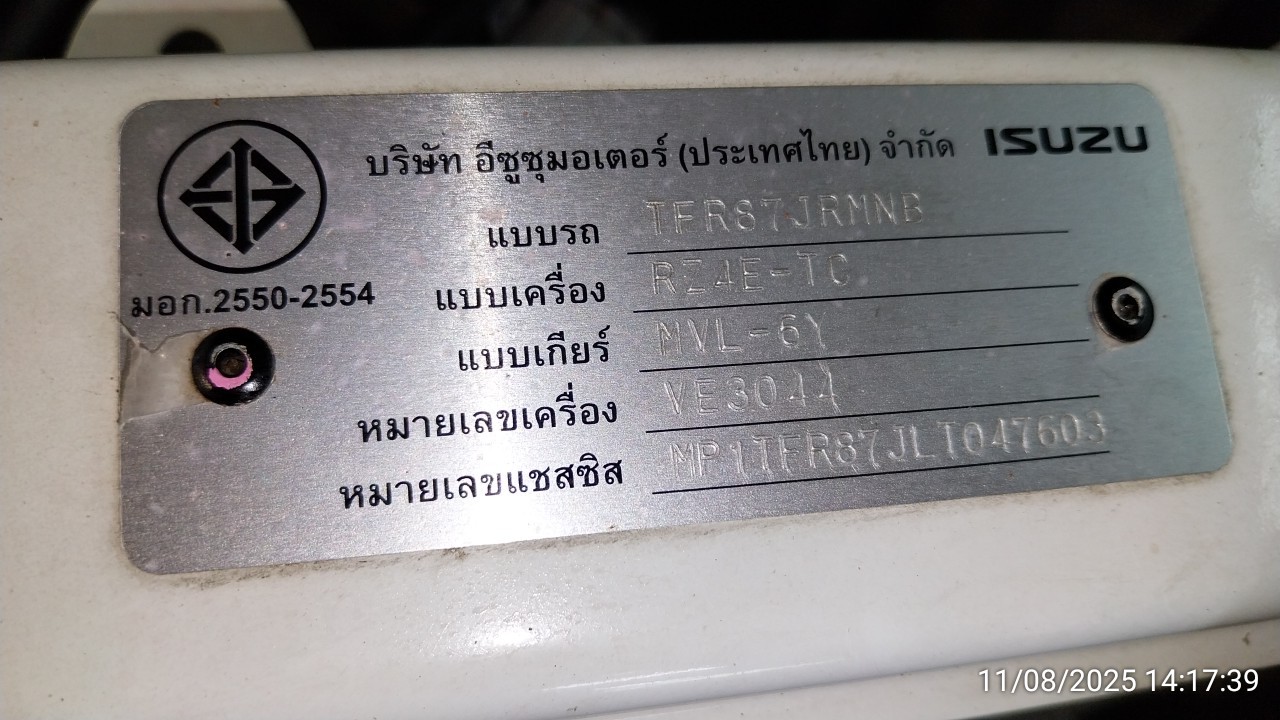 บริษัท อีซูซุมอเตอร์ (ประเทศไทย) จำกัด ISUZU
แบบรถ TFR87JRMNB
มอก.2550-2554
แบบเครื่อง RZ4E-TC
แบบเกียร์ MVL-6Y
หมายเลขเครื่อง VE3044
หมายเลขแชสซิส MP1TFR87JLT047603
11/08/2025 14:17:39